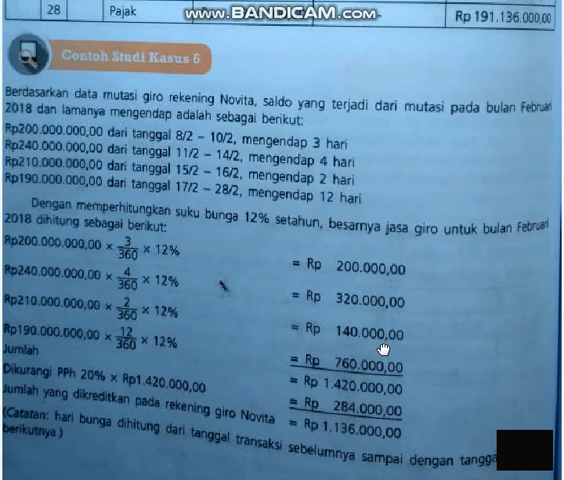 28 Pajak Rp 191.136.000,00
www.BANDICAM.com
Contoh Studi Kasus 6
Berdasarkan data mutasi giro rekening Novita, saldo yang terjadi dari mutasi pada bulan Februari
2018 dan lamanya mengendap adalah sebagai berikut:
Rp200.000.000,00 dari tanggal 8/2 – 10/2, mengendap 3 hari
Rp240.000.000,00 dari tanggal 11/2 – 14/2, mengendap 4 hari
Rp210.000.000,00 dari tanggal 15/2 – 16/2, mengendap 2 hari
Rp190.000.000,00 dari tanggal 17/2 – 28/2, mengendap 12 hari
Dengan memperhitungkan suku bunga 12% setahun, besarnya jasa giro untuk bulan Februari
2018 dihitung sebagai berikut:
Rp200.000.000,00 × 3/360 × 12% = Rp 200.000,00
Rp240.000.000,00 × 4/360 × 12% = Rp 320.000,00
Rp210.000.000,00 × 2/360 × 12% = Rp 140.000,00
Rp190.000.000,00 × 12/360 × 12% = Rp 760.000,00
Jumlah = Rp 1.420.000,00
Dikurangi PPh 20% × Rp1.420.000,00 = Rp 284.000,00
Jumlah yang dikreditkan pada rekening giro Novita = Rp 1.136.000,00
(Catatan: hari bunga dihitung dari tanggal transaksi sebelumnya sampai dengan
berikutnya.)